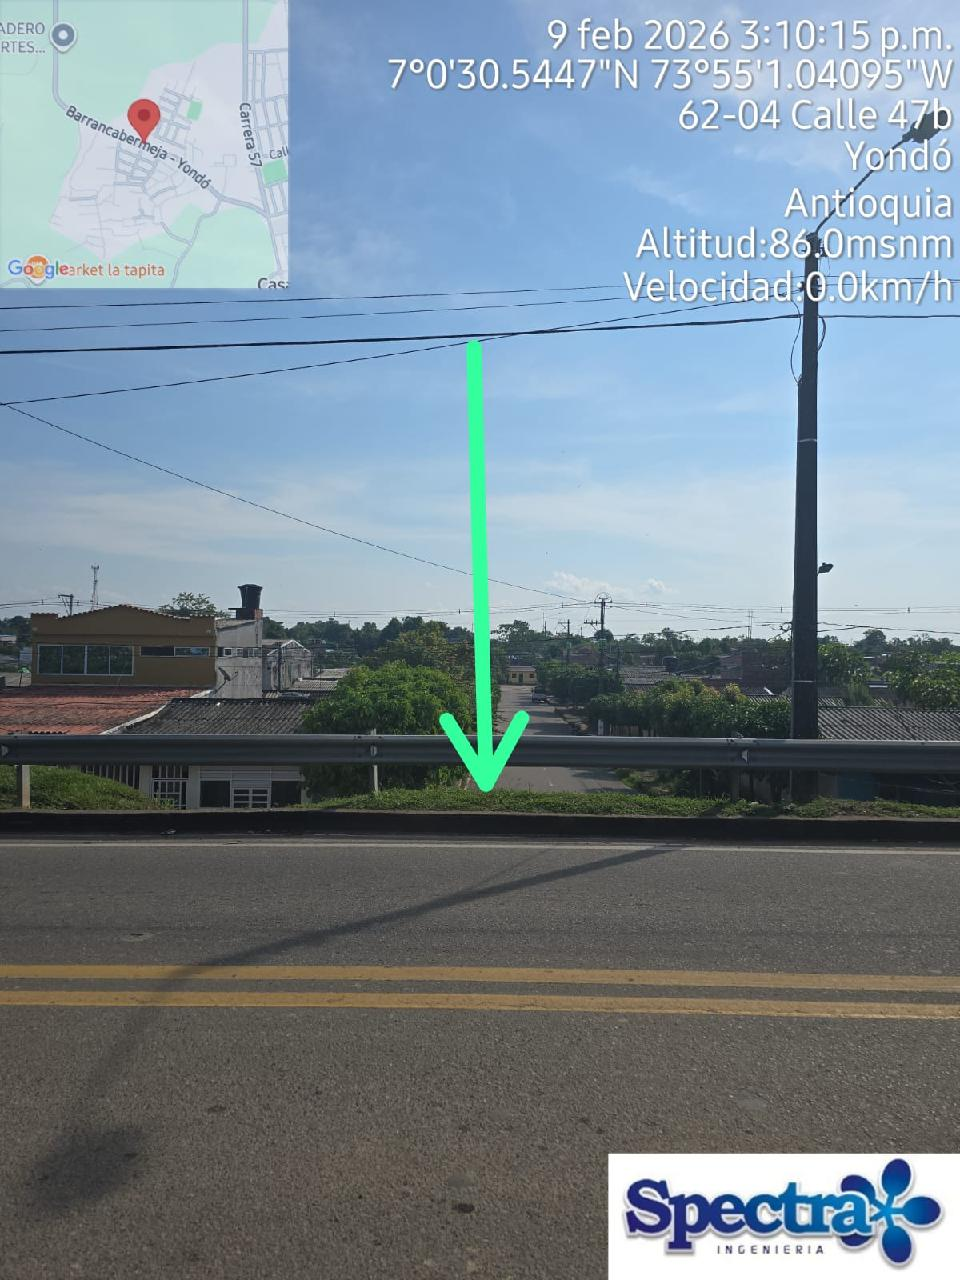 9 feb 2026 3:10:15 p.m.
7°0'30.5447"N 73°55'1.04095"W
62-04 Calle 47b
Yondó
Antioquia
Altitud:86.0msnm
Velocidad:0.0km/h
ADERO
RTES...
Barrancabermeja - Yondó
Carrera 57
Call
Google
arket la tapita
Casa
Spectra
INGENIERIA